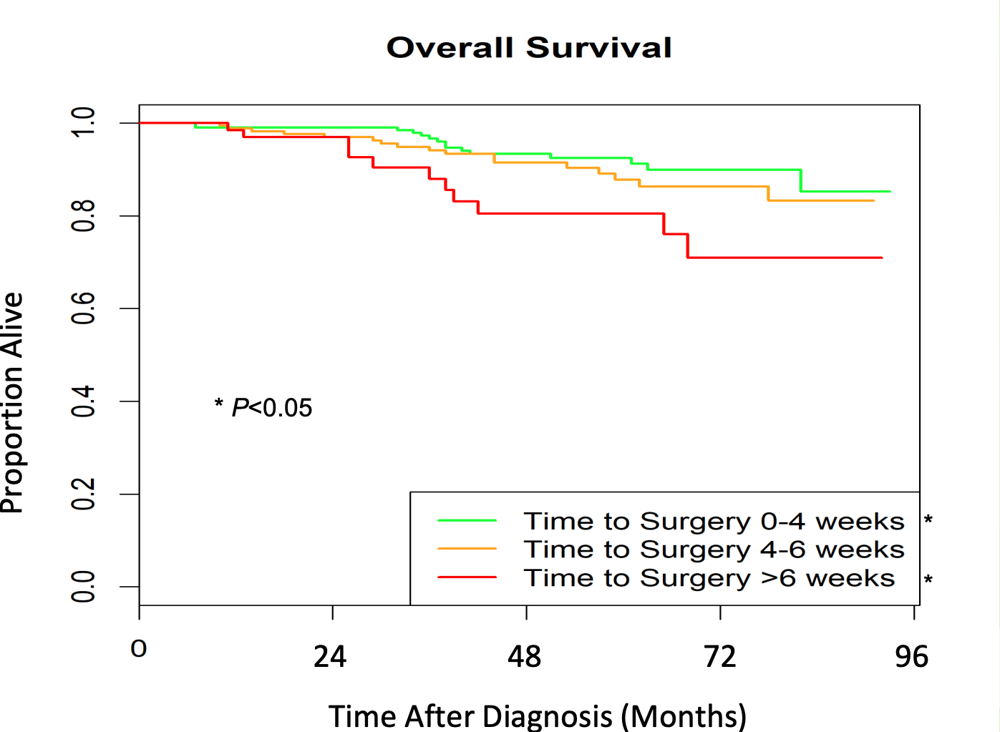 Overall Survival
Proportion Alive
1.0
0.8
0.6
0.4
0.2
0.0
* P<0.05
Time to Surgery 0-4 weeks *
Time to Surgery 4-6 weeks
Time to Surgery >6 weeks *
0 24 48 72 96
Time After Diagnosis (Months)